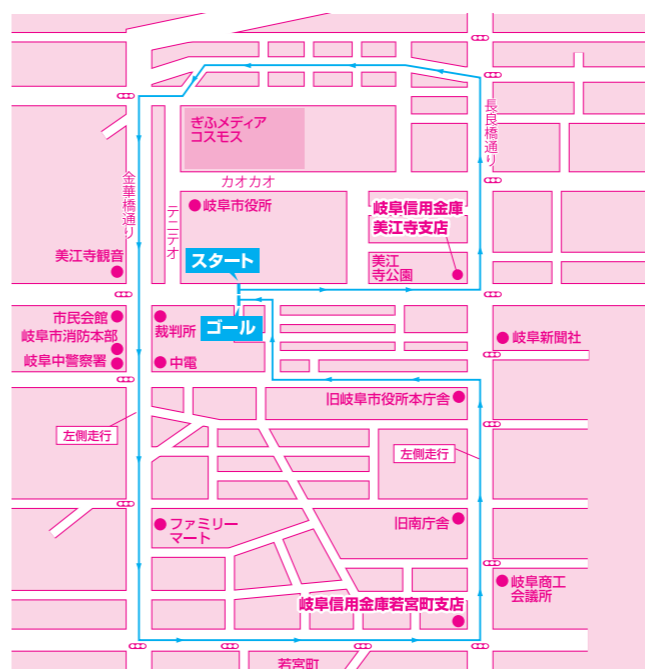 ぎふメディア
コスモス
長良橋通り
カオカオ
金華橋通り
テニテオ
岐阜市役所
岐阜信用金庫
美江寺支店
美江寺観音
スタート
美江
寺公園
市民会館
岐阜市消防本部
岐阜中警察署
裁判所
ゴール
中電
岐阜新聞社
旧岐阜市役所本庁舎
左側走行
左側走行
ファミリー
マート
旧南庁舎
岐阜商工
会議所
岐阜信用金庫若宮町支店
若宮町